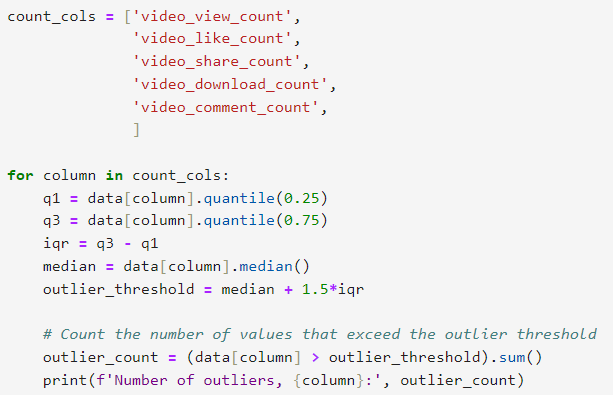 count_cols = ['video_view_count',
              'video_like_count',
              'video_share_count',
              'video_download_count',
              'video_comment_count',
              ]

for column in count_cols:
    q1 = data[column].quantile(0.25)
    q3 = data[column].quantile(0.75)
    iqr = q3 - q1
    median = data[column].median()
    outlier_threshold = median + 1.5*iqr

    # Count the number of values that exceed the outlier threshold
    outlier_count = (data[column] > outlier_threshold).sum()
    print(f'Number of outliers, {column}:', outlier_count)